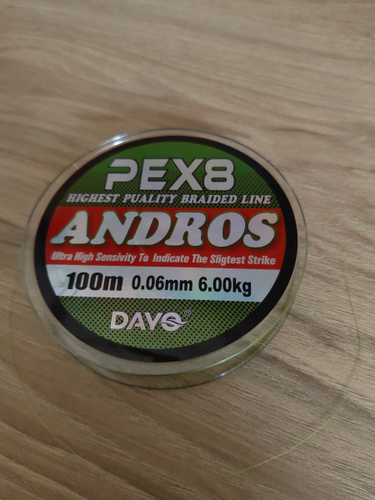 PEX8
HIGHEST PUALITY BRAIDED LINE
ANDROS
Ultra High Sensivity To Indicate The Sligtest Strike
100m 0.06mm 6.00kg
DAYO®